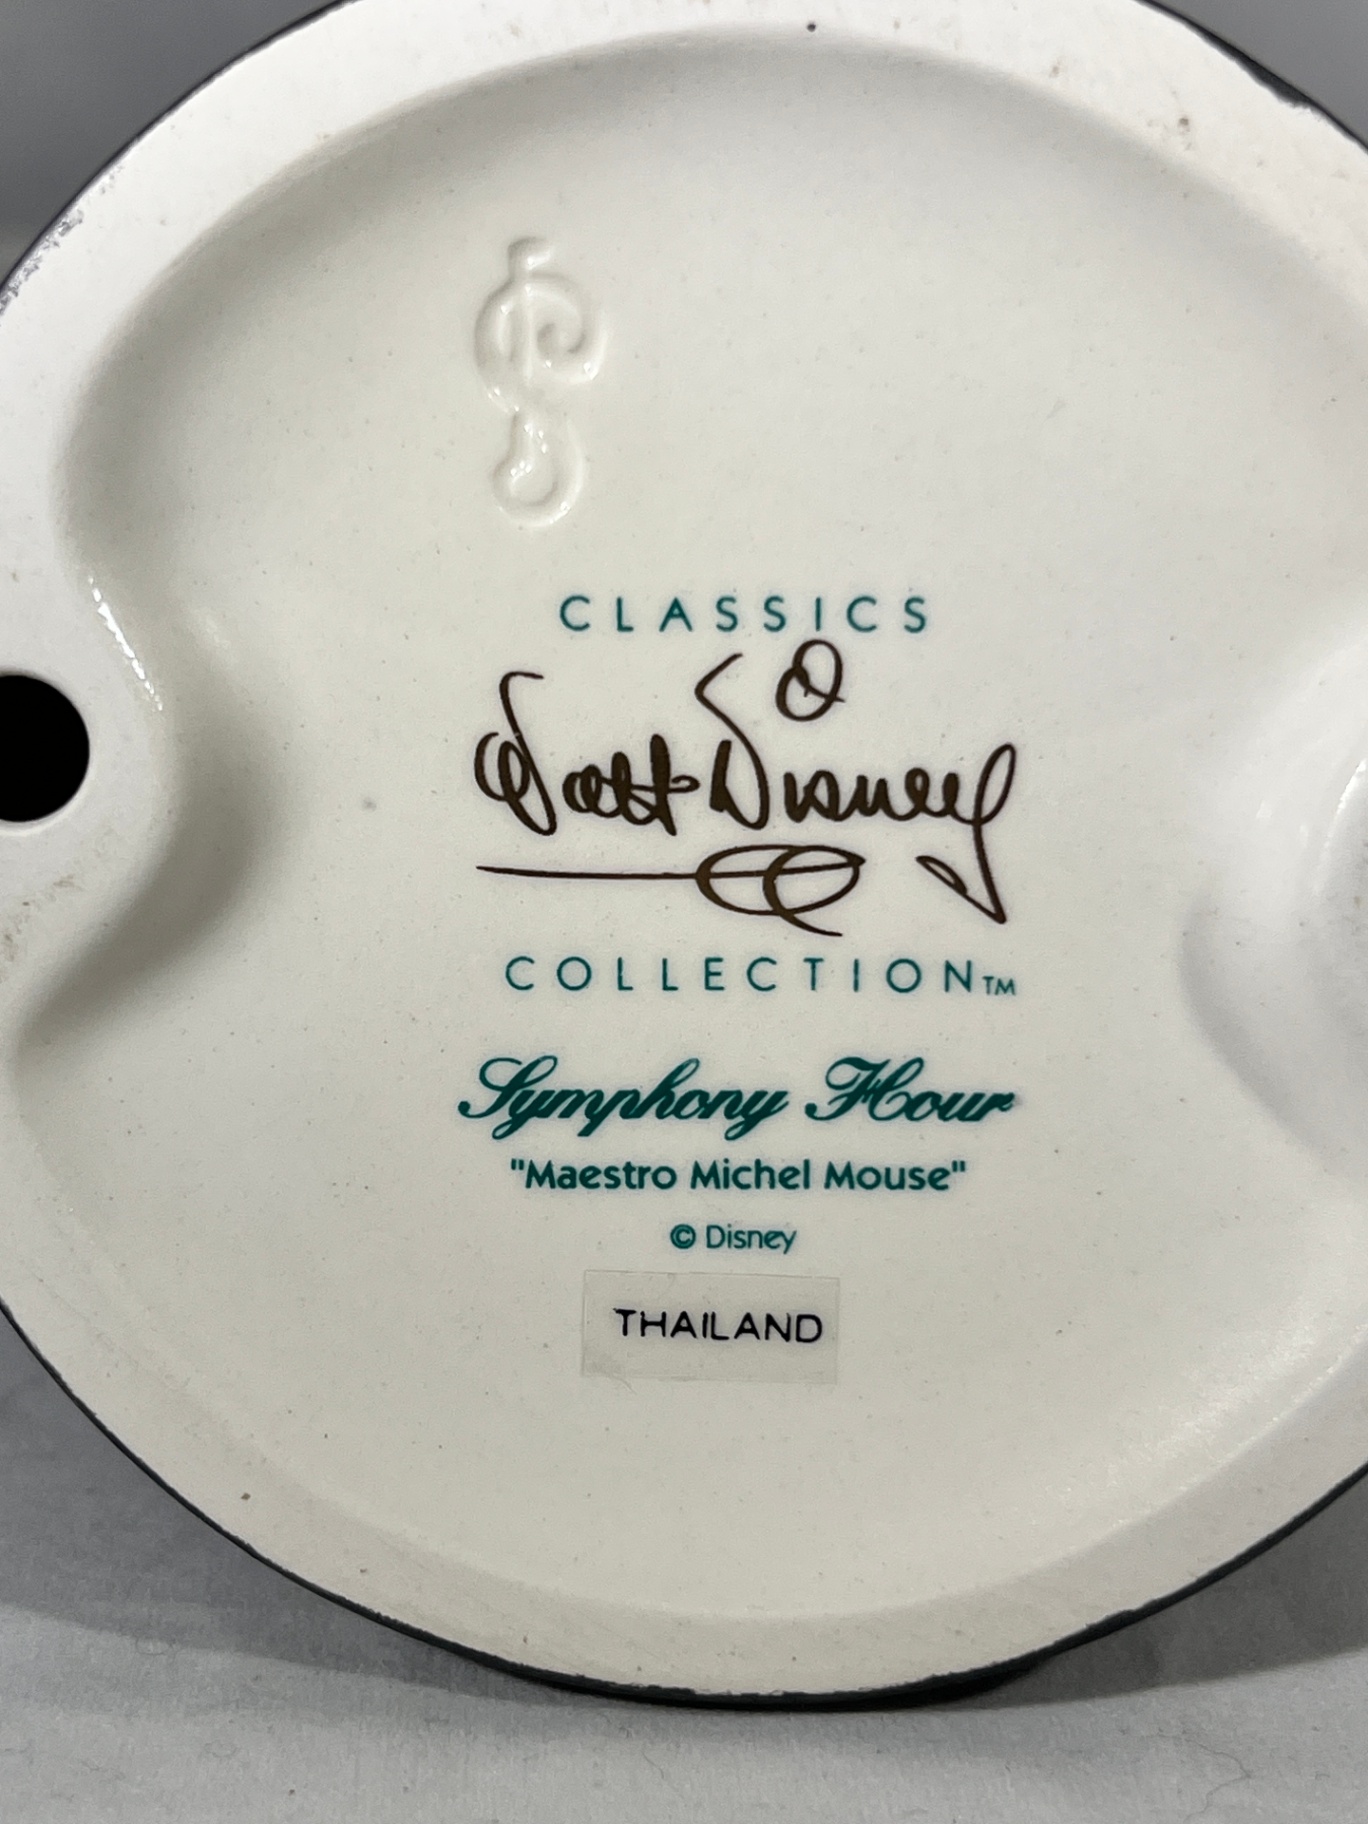 CLASSICS
Walt Disney
COLLECTION™
Symphony Hour
"Maestro Michel Mouse"
© Disney
THAILAND